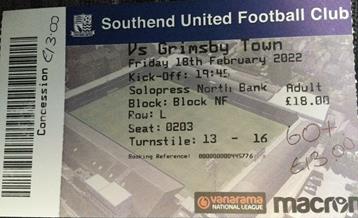 Southend United Football Club
Vs Grimsby Town
Friday 18th February 2022
Kick-Off: 19:45
Solopress North Bank Adult
Block: Block NF £18.00
Row: L
Seat: 0203
Turnstile: 13 - 16
Booking Reference: 000000000445776
Concession £13.00
60+
£13.00
vanarama
NATIONAL LEAGUE
macron